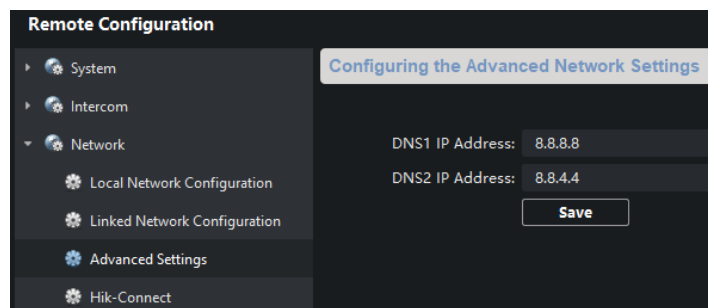 Remote Configuration
System
Intercom
Network
Local Network Configuration
Linked Network Configuration
Advanced Settings
Hik-Connect
Configuring the Advanced Network Settings
DNS1 IP Address: 8.8.8.8
DNS2 IP Address: 8.8.4.4
Save